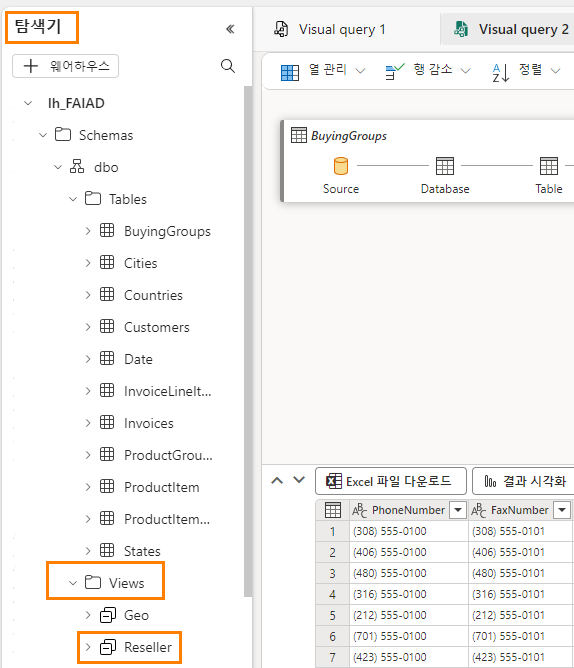 탐색기
웨어하우스
lh_FAIAD
Schemas
dbo
Tables
BuyingGroups
Cities
Countries
Customers
Date
InvoiceLineIt...
Invoices
ProductGrou...
ProductItem
ProductItem...
States
Views
Geo
Reseller
Visual query 1
Visual query 2
열 관리
행 감소
정렬
BuyingGroups
Source
Database
Table
Excel 파일 다운로드
결과 시각화
PhoneNumber
FaxNumber
1 (308) 555-0100 (308) 555-0101
2 (406) 555-0100 (406) 555-0101
3 (480) 555-0100 (480) 555-0101
4 (316) 555-0100 (316) 555-0101
5 (212) 555-0100 (212) 555-0101
6 (701) 555-0100 (701) 555-0101
7 (423) 555-0100 (423) 555-0101